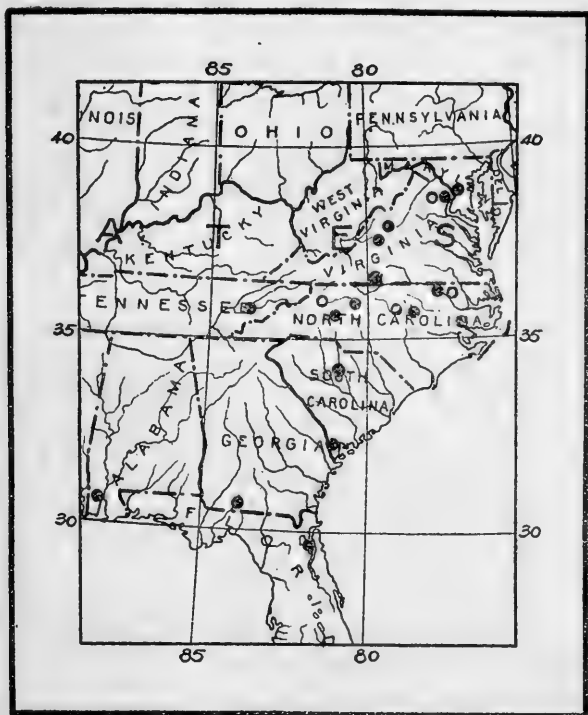 85 80
NOIS INDIANA OHIO PENNSYLVANIA
40 40
WEST VIRGINIA
KENTUCKY
A T E S
VIRGINIA
ENNESSEE
NORTH CAROLINA
35 35
SOUTH CAROLINA
ALABAMA
GEORGIA
30 F 30
85 80